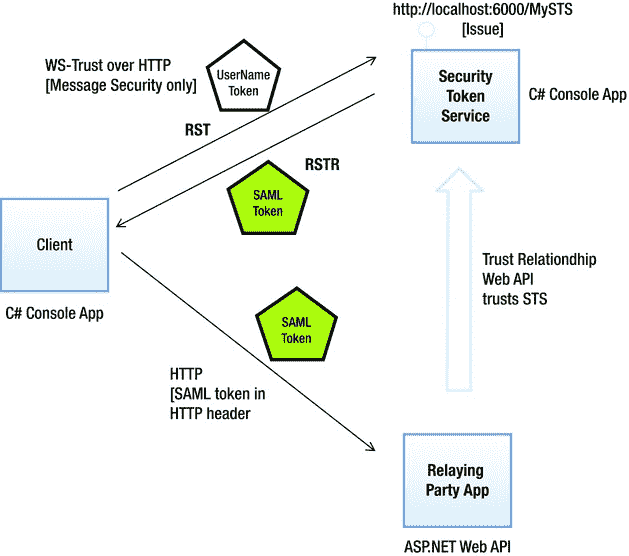 http://localhost:6000/MySTS
[Issue]
WS-Trust over HTTP
[Message Security only]
UserName
Token
Security
Token
Service
C# Console App
RST
RSTR
SAML
Token
Client
C# Console App
Trust Relationdhip
Web API
trusts STS
SAML
Token
HTTP
[SAML token in
HTTP header
Relaying
Party App
ASP.NET Web API